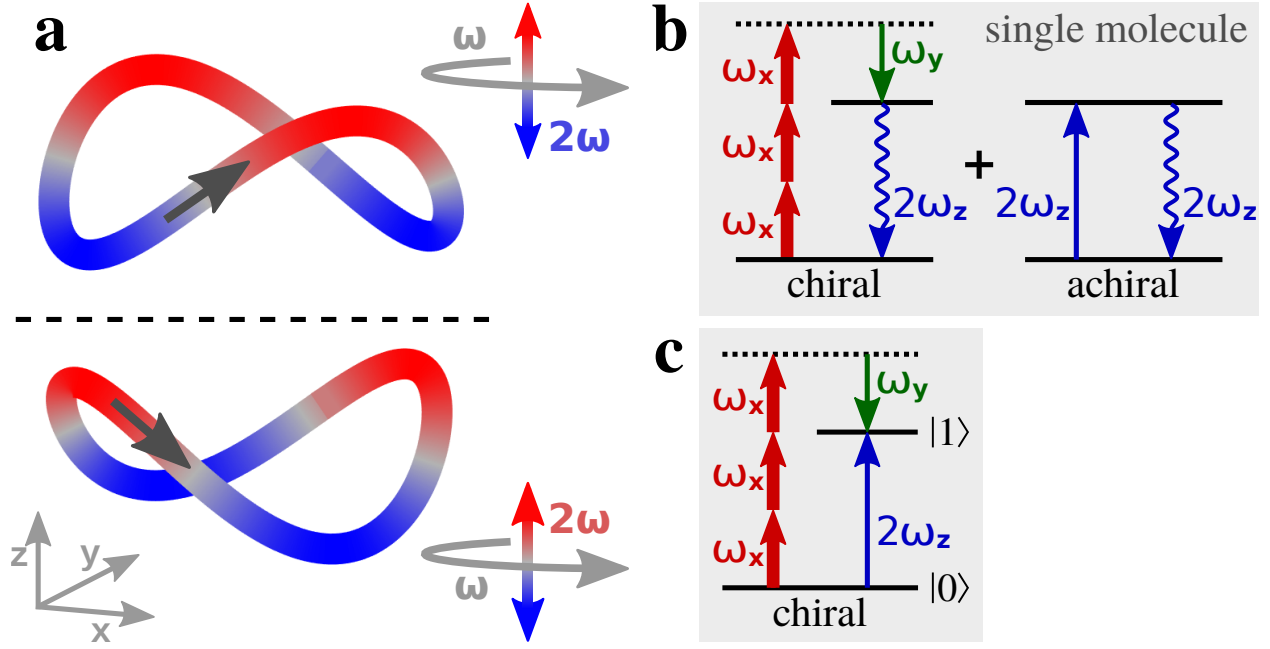 a
ω
2ω
2ω
ω
z
y
x
b
single molecule
ωx
ωy
ωx
ωx
2ωz
+
2ωz
2ωz
chiral
achiral
c
ωx
ωy
ωx
|1⟩
ωx
2ωz
|0⟩
chiral